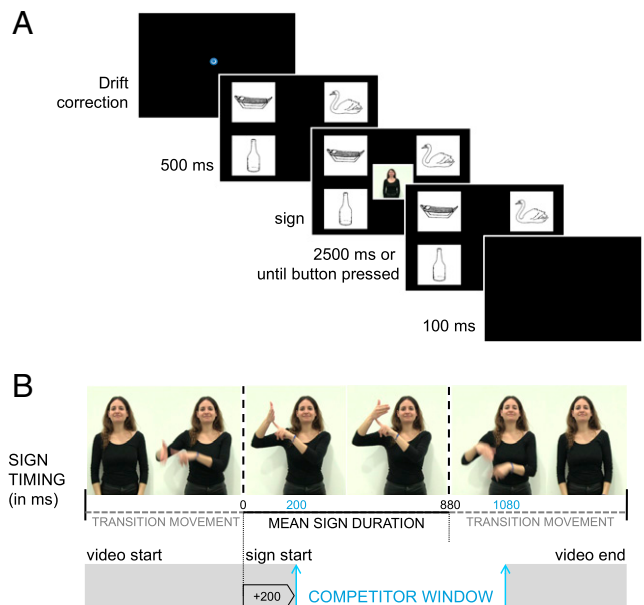 A
Drift
correction
500 ms
sign
2500 ms or
until button pressed
100 ms
B
SIGN
TIMING
(in ms)
0 200 880 1080
TRANSITION MOVEMENT MEAN SIGN DURATION TRANSITION MOVEMENT
video start sign start video end
+200 COMPETITOR WINDOW